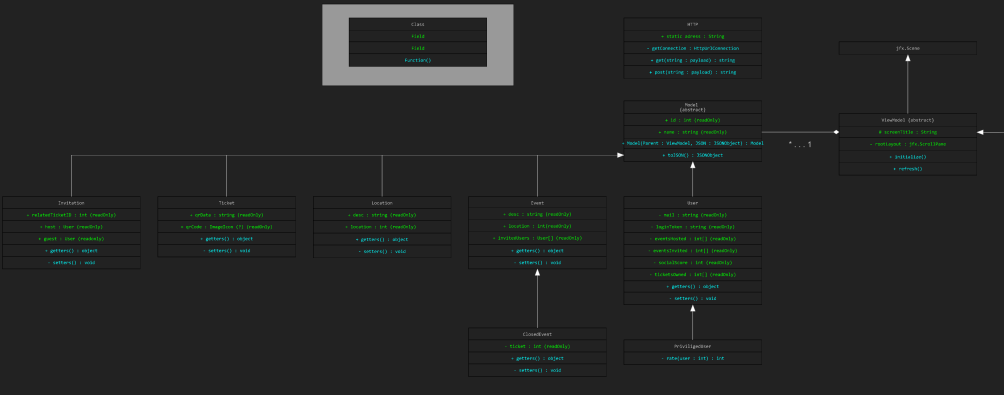 Class
Field
Field
Function()
HTTP
+ static adress : String
- getConnection : HttpsURLConnection
+ get(string : payload) : string
+ post(string : payload) : string
jfx.Scene
Model
(abstract)
+ id : int (readOnly)
+ name : string (readOnly)
- Model(Parent : ViewModel, JSON : JSONObject) : Model
+ toJSON() : JSONObject
* ... 1
ViewModel (abstract)
# screenTitle : String
- rootLayout : jfx.ScrollPane
+ refresh()
Invitation
+ relatedTicketID : int (readOnly)
+ host : User (readOnly)
+ guest : User (readOnly)
+ getters() : object
- setters() : void
Ticket
+ qrData : string (readOnly)
+ qrCode : ImageIcon (?) (readOnly)
+ getters() : object
- setters() : void
Location
+ desc : string (readOnly)
+ location : int (readOnly)
+ getters() : object
- setters() : void
Event
+ desc : string (readOnly)
+ location : int(readOnly)
- invitedUsers : User[] (readOnly)
+ getters() : object
- setters() : void
User
- mail : string (readOnly)
- loginToken : string (readOnly)
- eventsHosted : int[] (readOnly)
- eventsInvited : int[] (readOnly)
- socialScore : int (readOnly)
- ticketsOwned : int[] (readOnly)
+ getters() : object
- setters() : void
ClosedEvent
- ticket : int (readOnly)
+ getters() : object
- setters() : void
PriviligedUser
- rate(user : int) : int